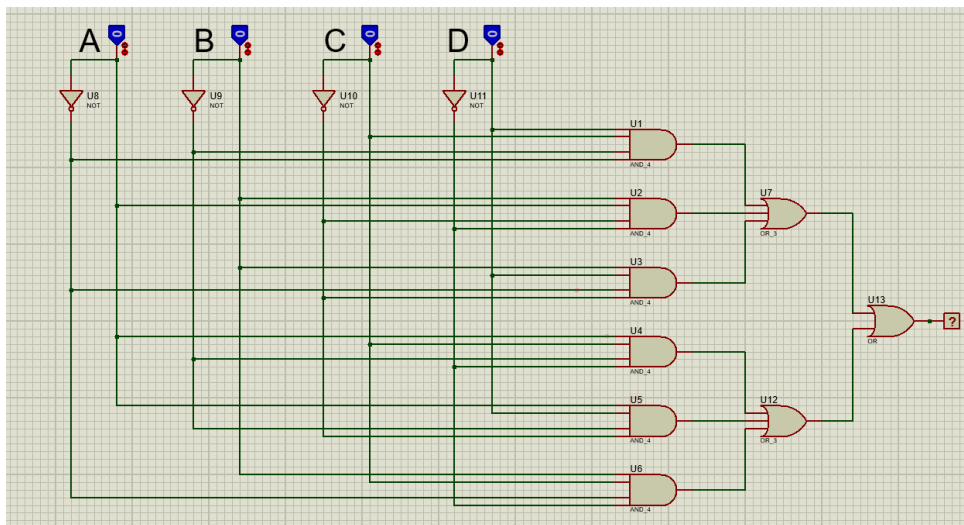 A
B
C
D
0
0
0
0
U8
NOT
U9
NOT
U10
NOT
U11
NOT
U1
AND_4
U2
AND_4
U7
OR_3
U3
AND_4
U13
OR
?
U4
AND_4
U5
AND_4
U12
OR_3
U6
AND_4